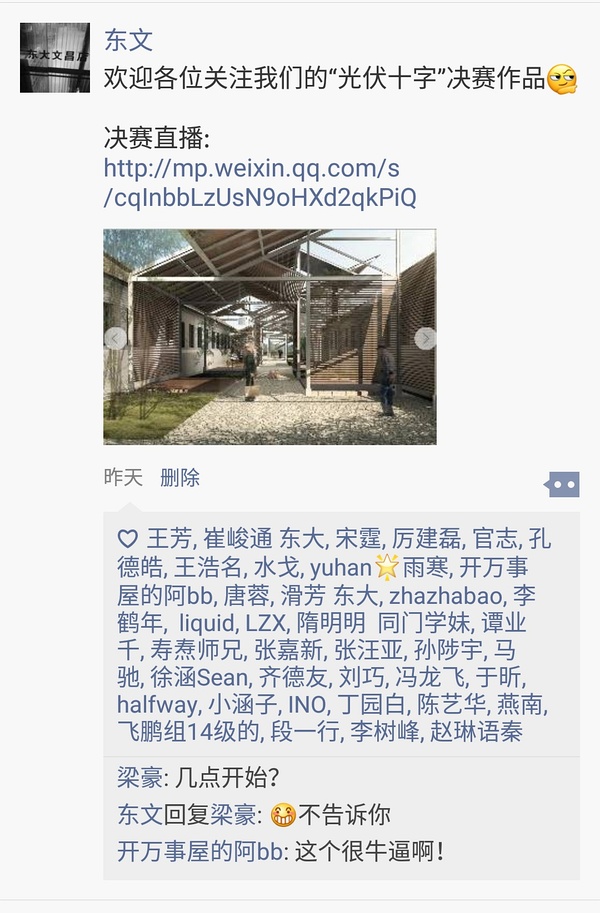 东大文昌店
东文
欢迎各位关注我们的“光伏十字”决赛作品
决赛直播:
http://mp.weixin.qq.com/s
/cqInbbLzUsN9oHXd2qkPiQ
昨天 删除
王芳, 崔峻通 东大, 宋霆, 厉建磊, 官志, 孔
德皓, 王浩名, 水戈, yuhan🌟雨寒, 开万事
屋的阿bb, 唐蓉, 滑芳 东大, zhazhabao, 李
鹤年, liquid, LZX, 隋明明 同门学妹, 谭业
千, 寿焘师兄, 张嘉新, 张汪亚, 孙陟宇, 马
驰, 徐涵Sean, 齐德友, 刘巧, 冯龙飞, 于昕,
halfway, 小涵子, INO, 丁园白, 陈艺华, 燕南,
飞鹏组14级的, 段一行, 李树峰, 赵琳语秦
梁豪: 几点开始？
东文回复梁豪: 😁不告诉你
开万事屋的阿bb: 这个很牛逼啊！